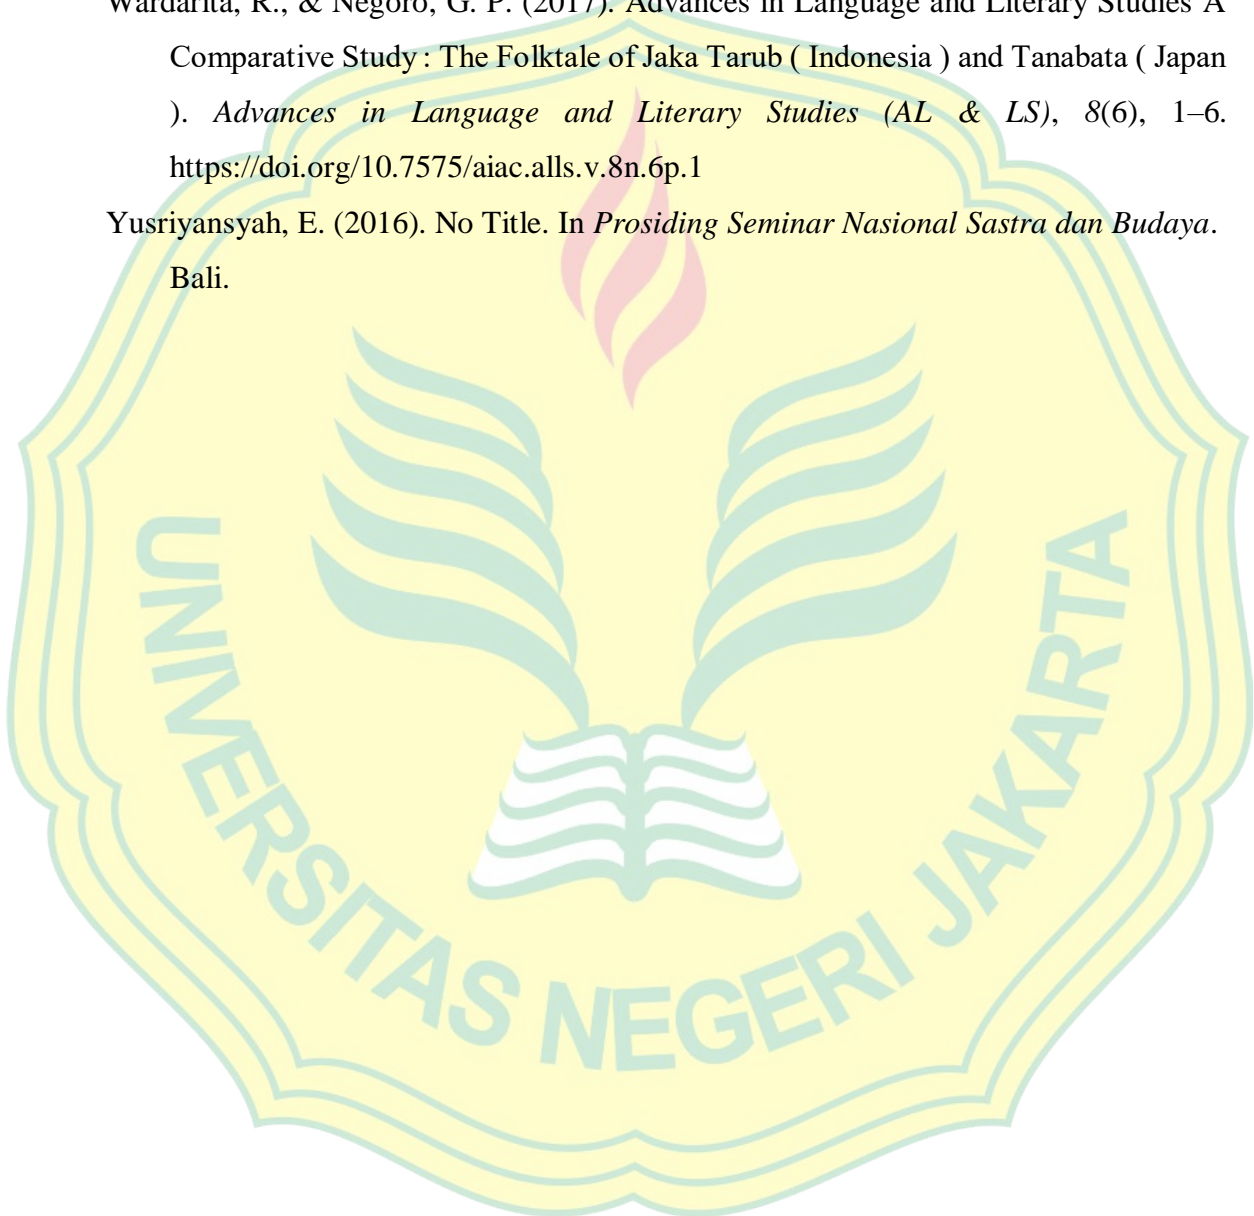 Wardarita, R., & Negoro, G. P. (2017). Advances in Language and Literary Studies A
Comparative Study : The Folktale of Jaka Tarub ( Indonesia ) and Tanabata ( Japan
). Advances in Language and Literary Studies (AL & LS), 8(6), 1–6.
https://doi.org/10.7575/aiac.alls.v.8n.6p.1
Yusriyansyah, E. (2016). No Title. In Prosiding Seminar Nasional Sastra dan Budaya.
Bali.
UNIVERSITAS NEGERI JAKARTA